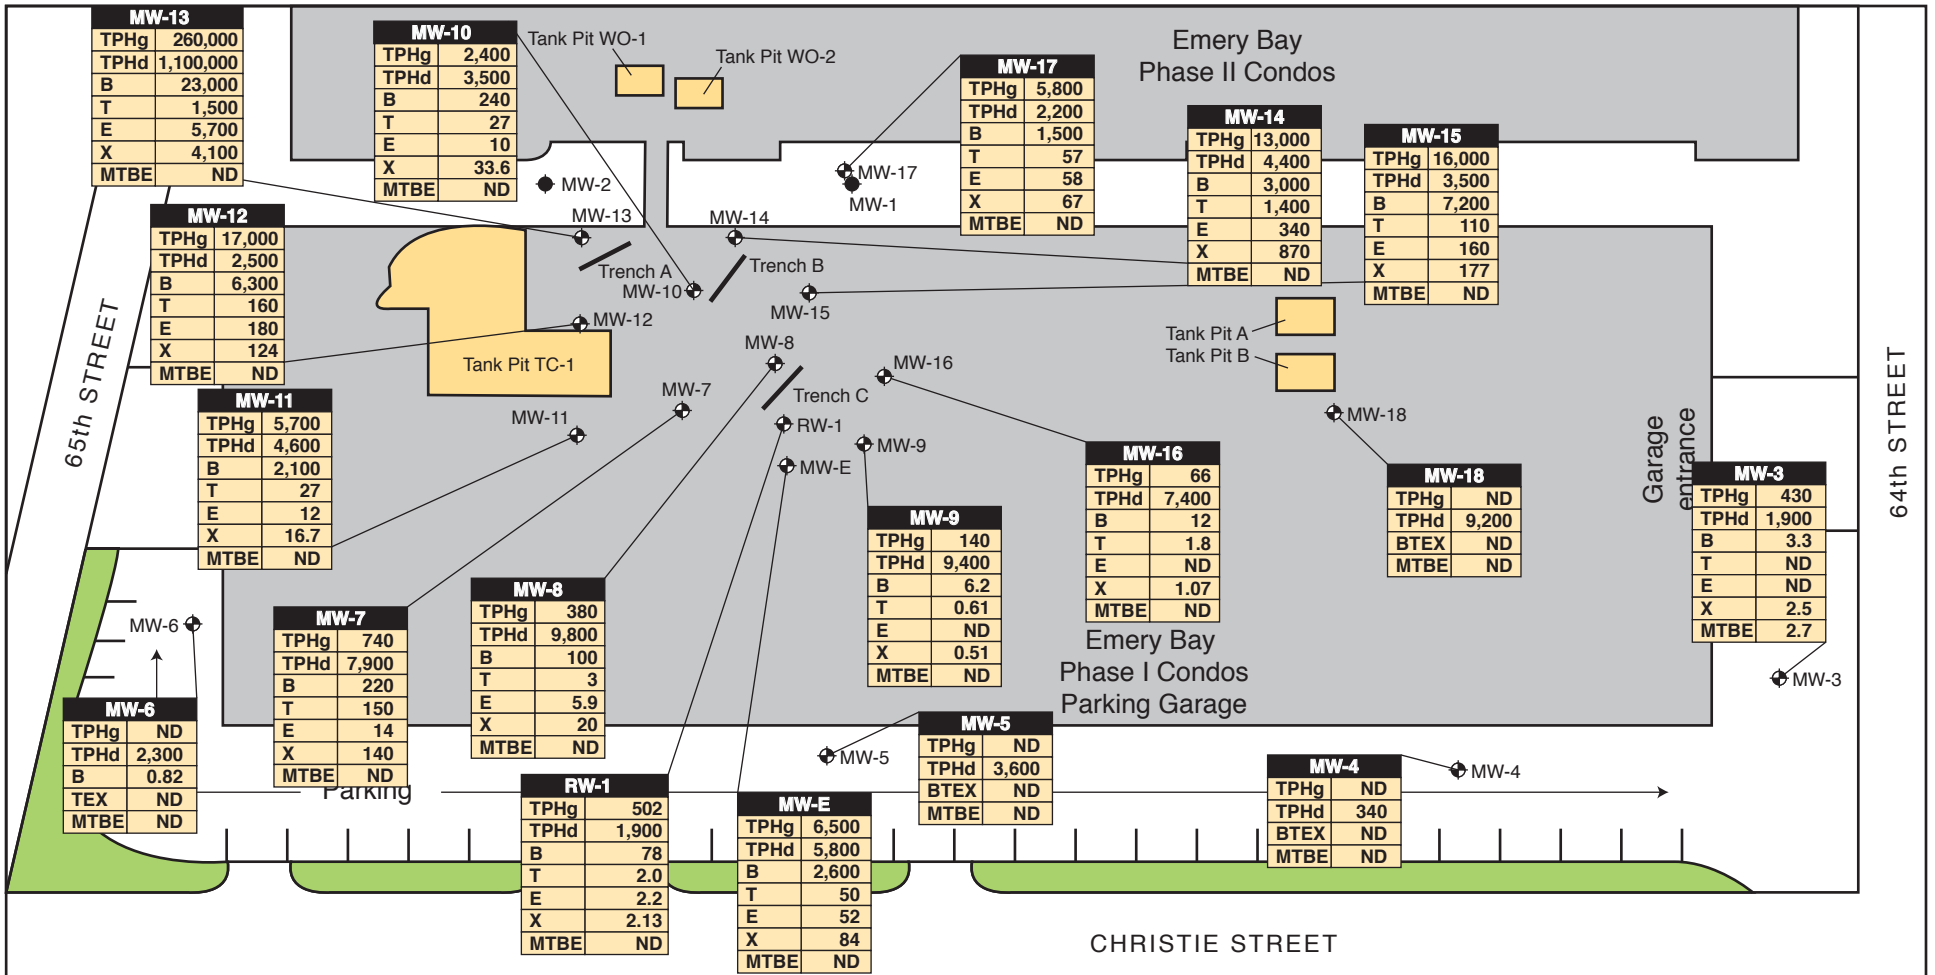 MW-13
TPHg 260,000
TPHd 1,100,000
B 23,000
T 1,500
E 5,700
X 4,100
MTBE ND
MW-10
TPHg 2,400
TPHd 3,500
B 240
T 27
E 10
X 33.6
MTBE ND
Tank Pit WO-1
Tank Pit WO-2
MW-17
TPHg 5,800
TPHd 2,200
B 1,500
T 57
E 58
X 67
MTBE ND
Emery Bay
Phase II Condos
MW-14
TPHg 13,000
TPHd 4,400
B 3,000
T 1,400
E 340
X 870
MTBE ND
MW-15
TPHg 16,000
TPHd 3,500
B 7,200
T 110
E 160
X 177
MTBE ND
MW-2
MW-17
MW-1
MW-13
MW-14
MW-12
TPHg 17,000
TPHd 2,500
B 6,300
T 160
E 180
X 124
MTBE ND
Trench A
Trench B
MW-10
MW-15
MW-12
Tank Pit TC-1
MW-8
MW-16
MW-7
Trench C
MW-11
RW-1
MW-9
MW-E
Tank Pit A
Tank Pit B
MW-18
65th STREET
64th STREET
Garage
entrance
MW-11
TPHg 5,700
TPHd 4,600
B 2,100
T 27
E 12
X 16.7
MTBE ND
MW-16
TPHg 66
TPHd 7,400
B 12
T 1.8
E ND
X 1.07
MTBE ND
MW-18
TPHg ND
TPHd 9,200
BTEX ND
MTBE ND
MW-3
TPHg 430
TPHd 1,900
B 3.3
T ND
E ND
X 2.5
MTBE 2.7
MW-3
MW-9
TPHg 140
TPHd 9,400
B 6.2
T 0.61
E ND
X 0.51
MTBE ND
MW-8
TPHg 380
TPHd 9,800
B 100
T 3
E 5.9
X 20
MTBE ND
MW-7
TPHg 740
TPHd 7,900
B 220
T 150
E 14
X 140
MTBE ND
MW-6
MW-6
TPHg ND
TPHd 2,300
B 0.82
TEX ND
MTBE ND
Emery Bay
Phase I Condos
Parking Garage
Parking
MW-5
MW-5
TPHg ND
TPHd 3,600
BTEX ND
MTBE ND
MW-4
TPHg ND
TPHd 340
BTEX ND
MTBE ND
MW-4
RW-1
TPHg 502
TPHd 1,900
B 78
T 2.0
E 2.2
X 2.13
MTBE ND
MW-E
TPHg 6,500
TPHd 5,800
B 2,600
T 50
E 52
X 84
MTBE ND
CHRISTIE STREET